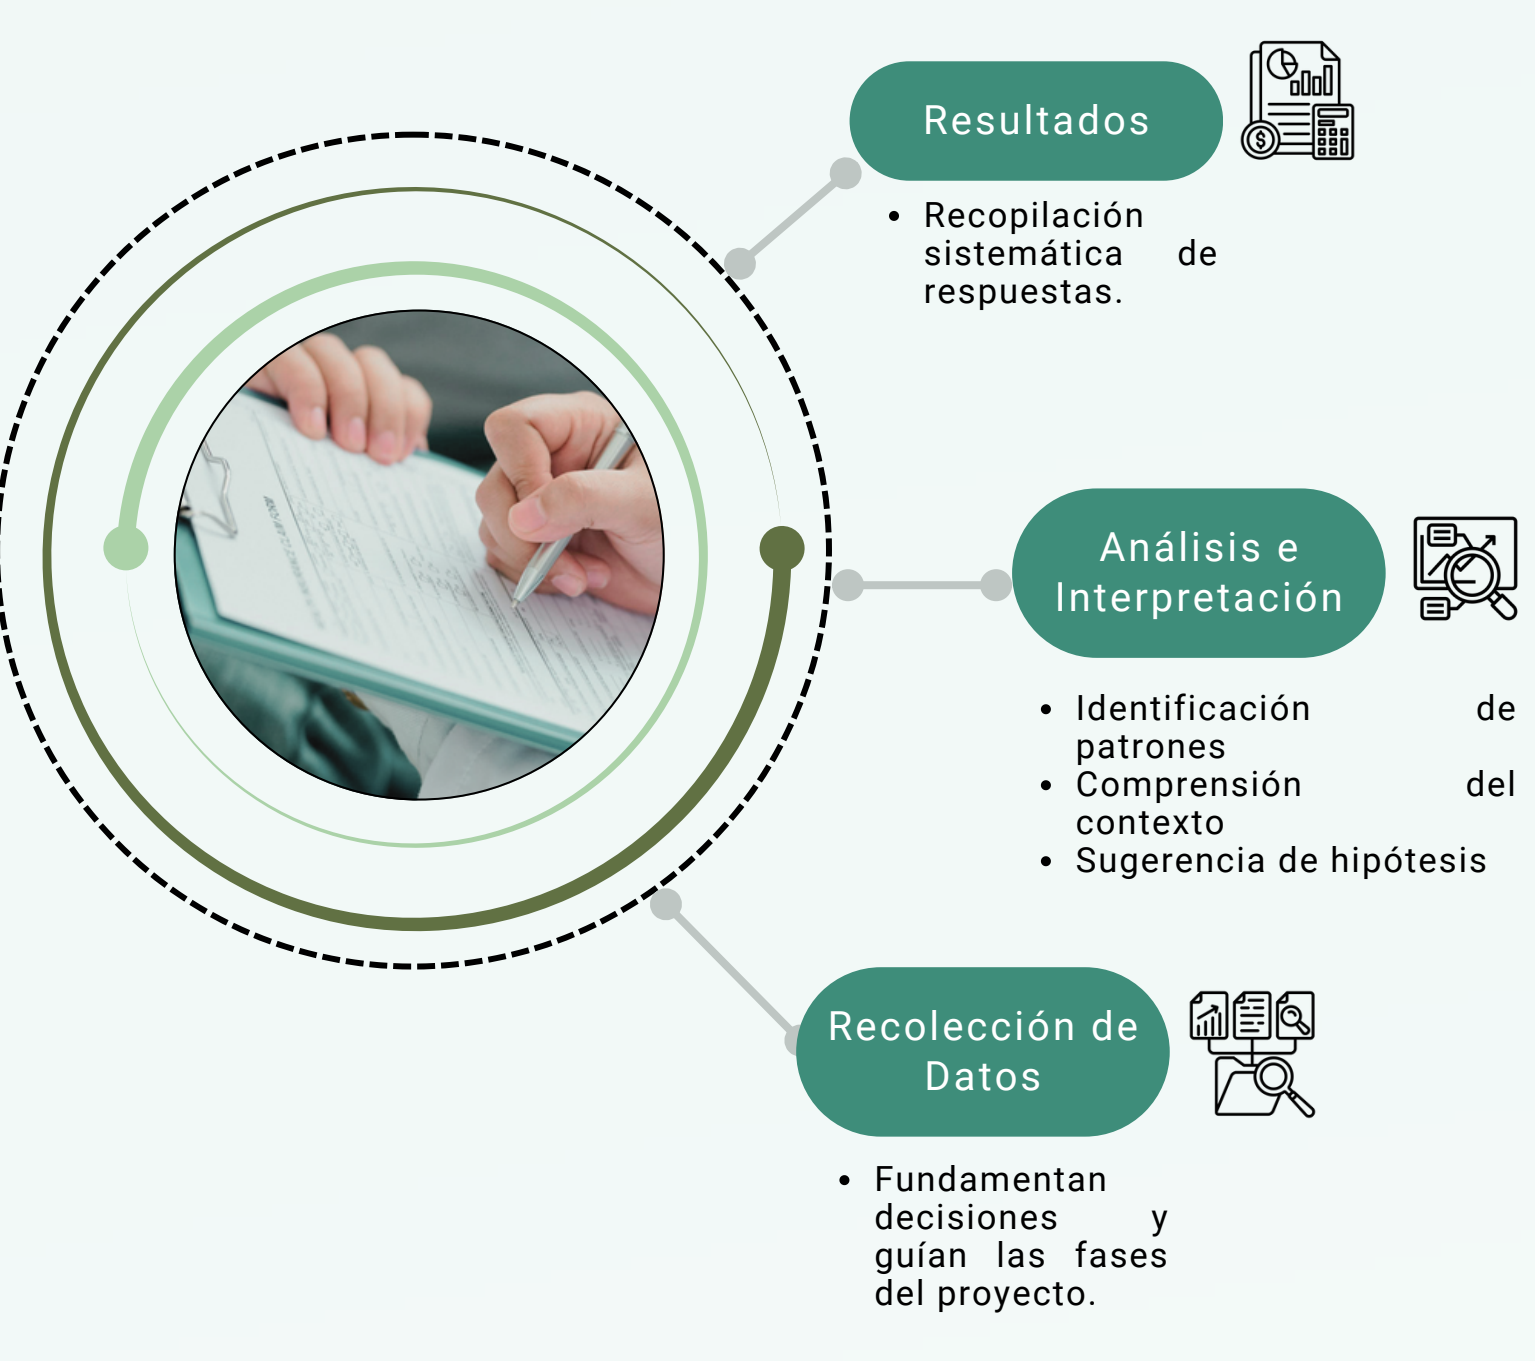 Resultados
Recopilación
sistemática de
respuestas.
Análisis e
Interpretación
Identificación de
patrones
Comprensión del
contexto
Sugerencia de hipótesis
Recolección de
Datos
Fundamentan
decisiones y
guían las fases
del proyecto.